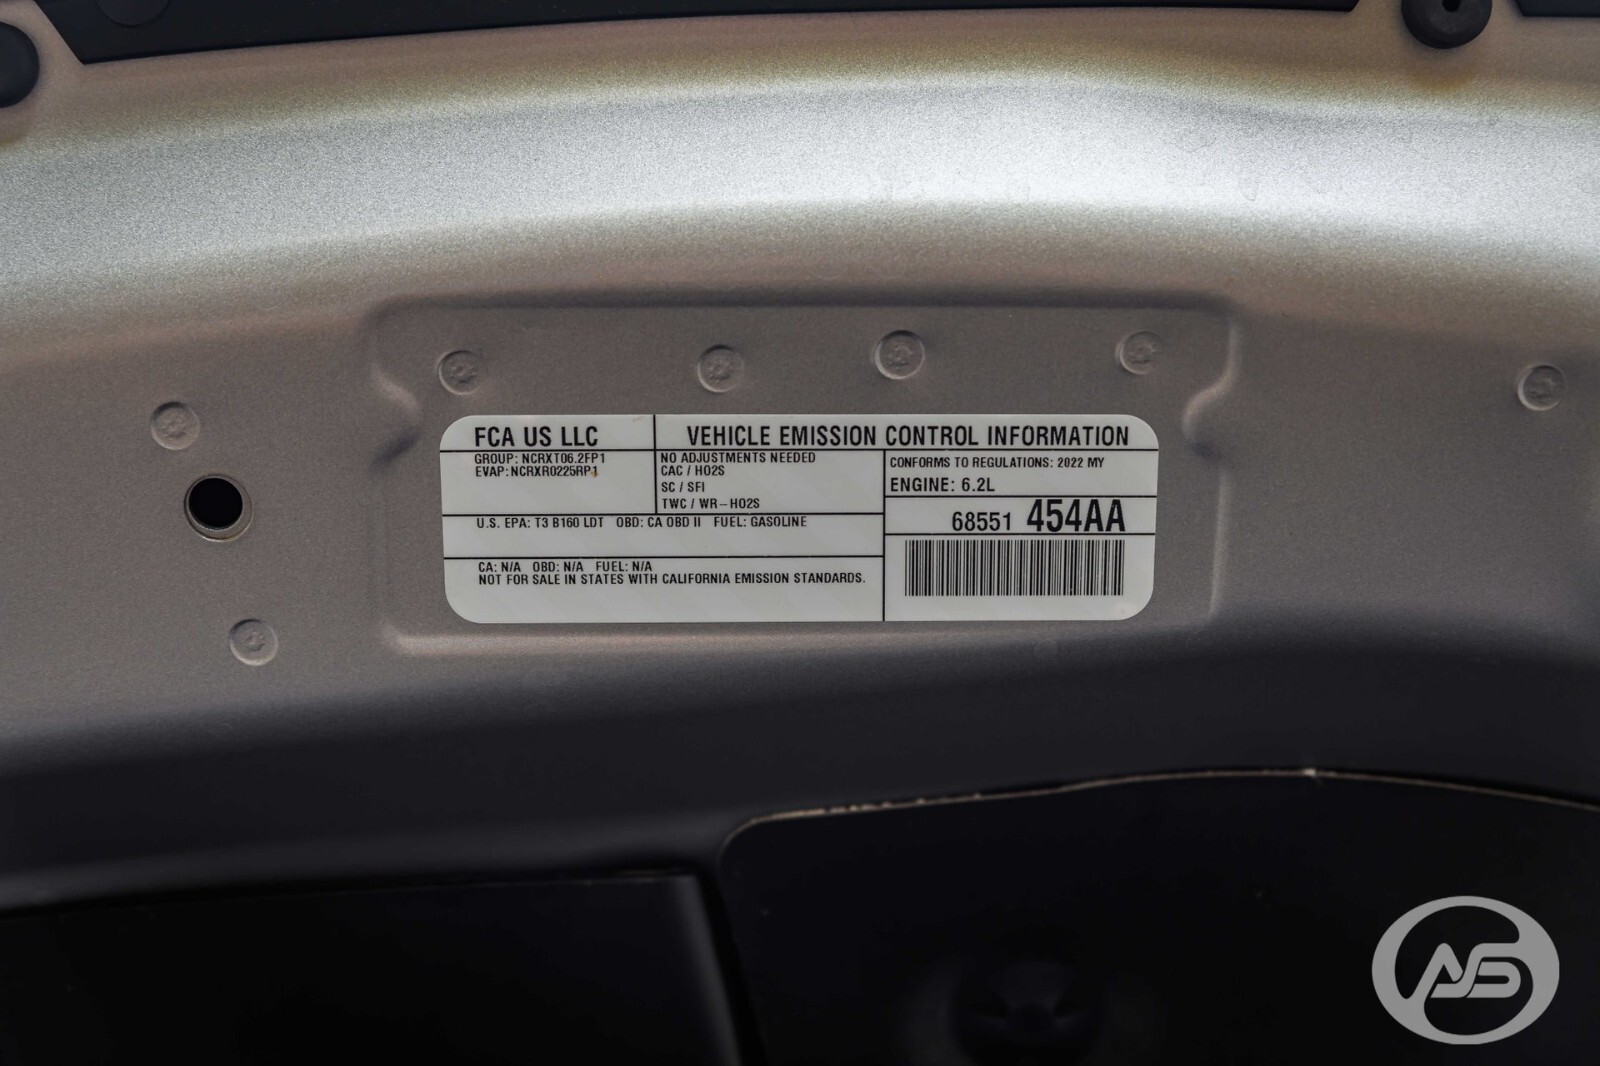 FCA US LLC
VEHICLE EMISSION CONTROL INFORMATION
GROUP: NCRXT06.2FP1
EVAP: NCRXR0225RP1
NO ADJUSTMENTS NEEDED
CAC / HO2S
SC / SFI
TWC / WR-HO2S
CONFORMS TO REGULATIONS: 2022 MY
ENGINE: 6.2L
68551 454AA
U.S. EPA: T3 B160 LDT OBD: CA OBD II FUEL: GASOLINE
CA: N/A OBD: N/A FUEL: N/A
NOT FOR SALE IN STATES WITH CALIFORNIA EMISSION STANDARDS.
AS